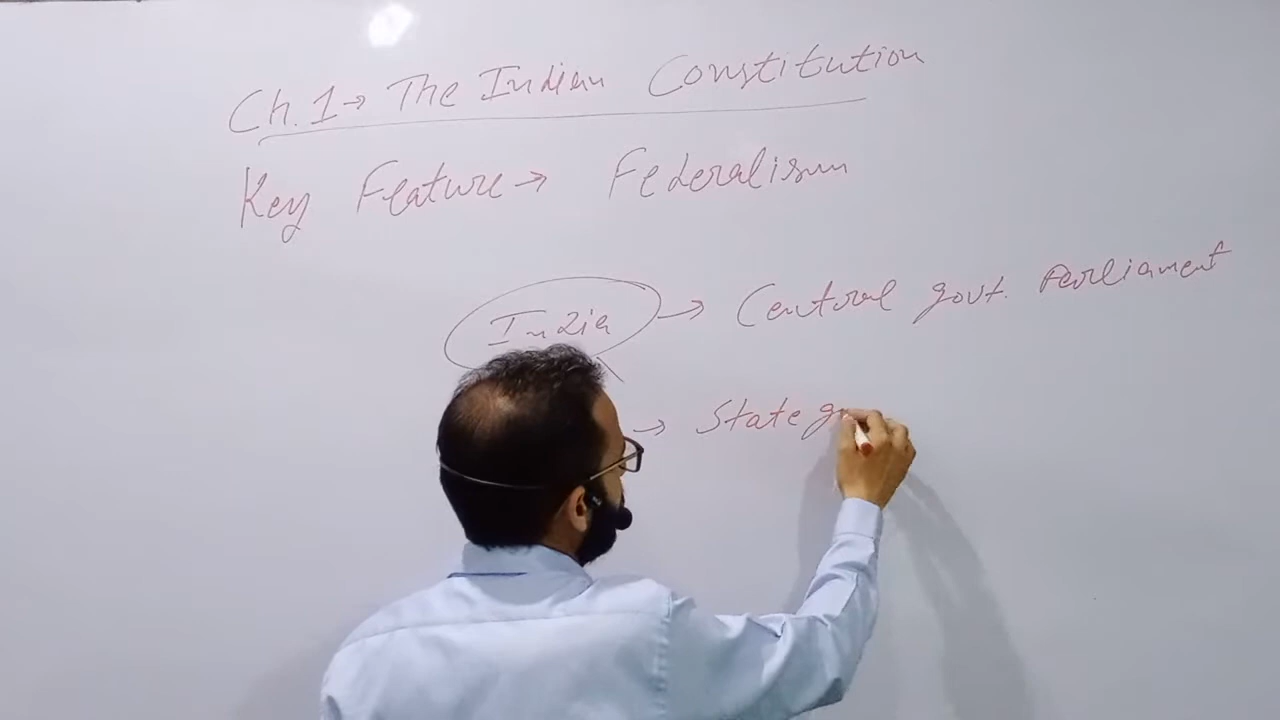 Ch.1→ The Indian Constitution
Key Feature → Federalism
India → Central govt. Parliament
→ State g